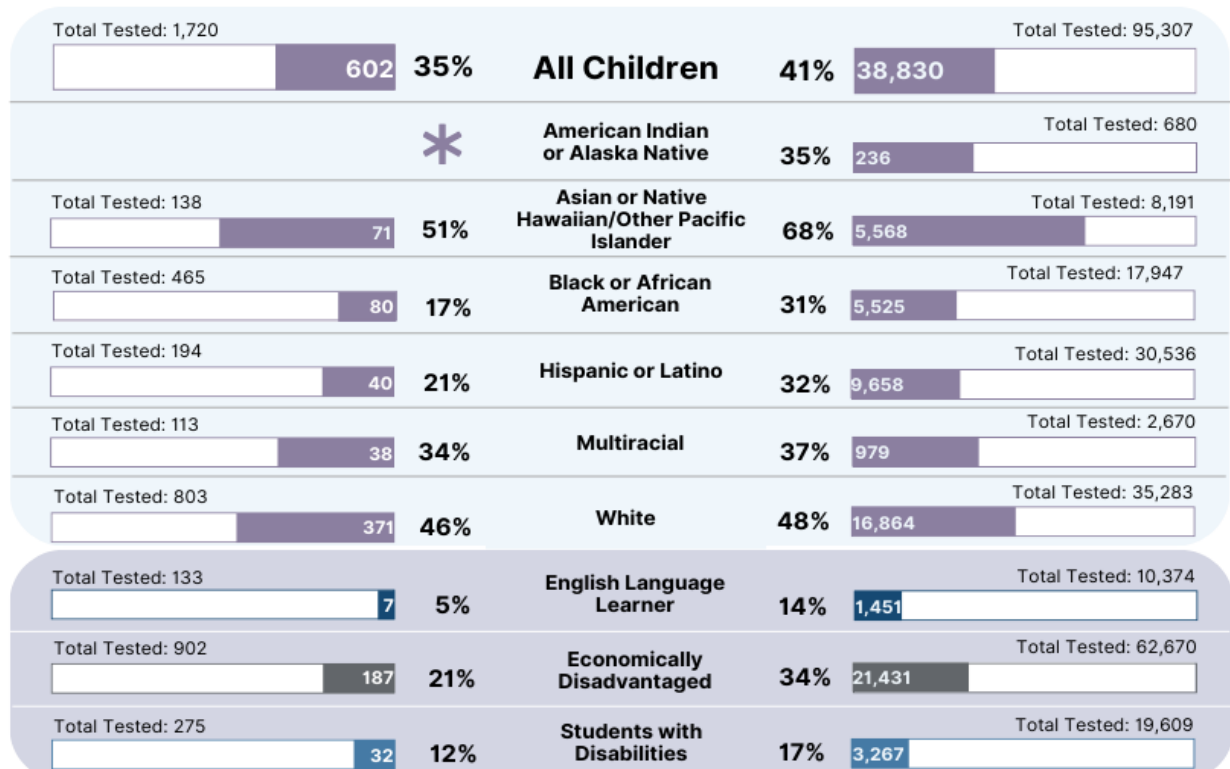 Total Tested: 1,720
Total Tested: 95,307
602 35% All Children 41% 38,830
Total Tested: 680
*
American Indian
or Alaska Native
35% 236
Total Tested: 138
Total Tested: 8,191
71 51%
Asian or Native
Hawaiian/Other Pacific
Islander
68% 5,568
Total Tested: 465
Total Tested: 17,947
80 17%
Black or African
American
31% 5,525
Total Tested: 194
Total Tested: 30,536
40 21% Hispanic or Latino 32% 9,658
Total Tested: 113
Total Tested: 2,670
38 34% Multiracial 37% 979
Total Tested: 803
Total Tested: 35,283
371 46% White 48% 16,864
Total Tested: 133
Total Tested: 10,374
7 5%
English Language
Learner
14% 1,451
Total Tested: 902
Total Tested: 62,670
187 21%
Economically
Disadvantaged
34% 21,431
Total Tested: 275
Total Tested: 19,609
32 12%
Students with
Disabilities
17% 3,267